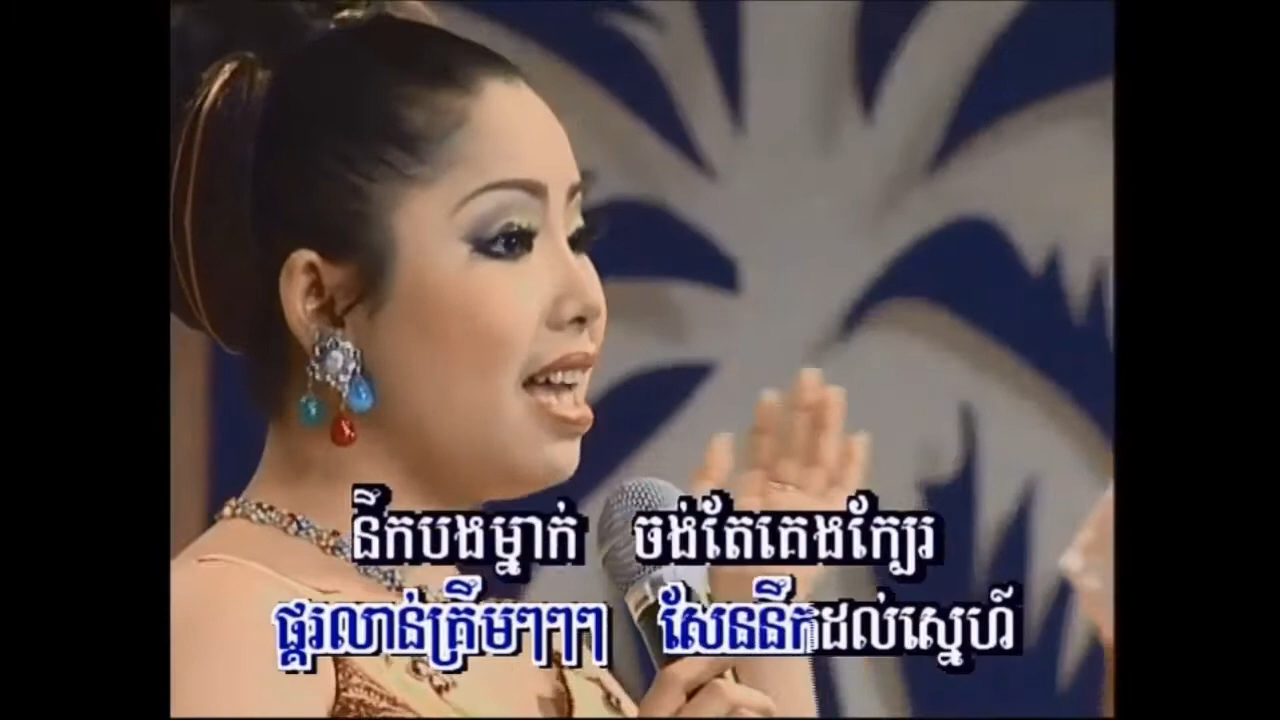 នឹកបងម្នាក់ ចង់តែគេងក្បែរ
ផ្គរលាន់គ្រឹមៗៗៗ សែននឹកដល់ស្នេហ៍